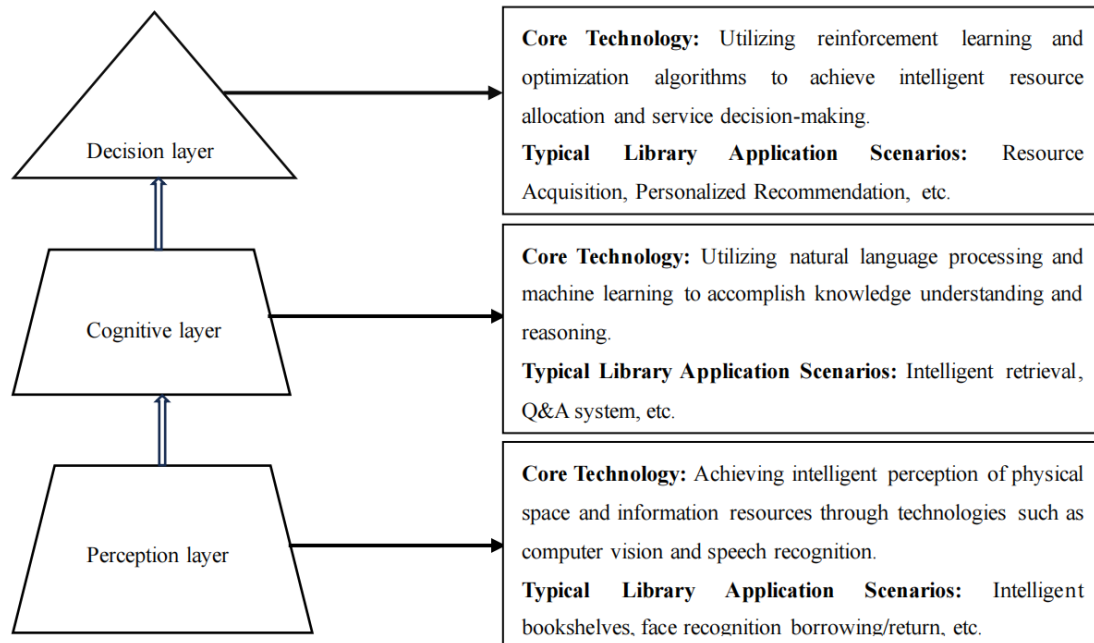 Decision layer
Core Technology: Utilizing reinforcement learning and
optimization algorithms to achieve intelligent resource
allocation and service decision-making.
Typical Library Application Scenarios: Resource
Acquisition, Personalized Recommendation, etc.
Cognitive layer
Core Technology: Utilizing natural language processing and
machine learning to accomplish knowledge understanding and
reasoning.
Typical Library Application Scenarios: Intelligent retrieval,
Q&A system, etc.
Perception layer
Core Technology: Achieving intelligent perception of physical
space and information resources through technologies such as
computer vision and speech recognition.
Typical Library Application Scenarios: Intelligent
bookshelves, face recognition borrowing/return, etc.